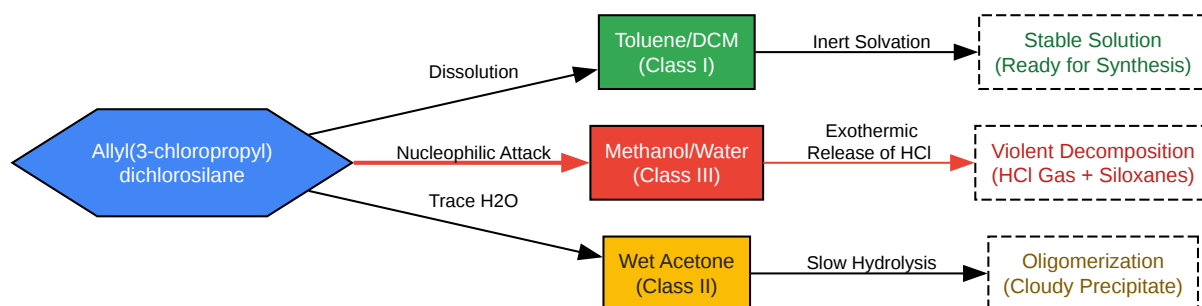 Allyl(3-chloropropyl)
dichlorosilane
Dissolution
Toluene/DCM
(Class I)
Inert Solvation
Stable Solution
(Ready for Synthesis)
Nucleophilic Attack
Methanol/Water
(Class III)
Exothermic
Release of HCl
Violent Decomposition
(HCl Gas + Siloxanes)
Trace H2O
Wet Acetone
(Class II)
Slow Hydrolysis
Oligomerization
(Cloudy Precipitate)